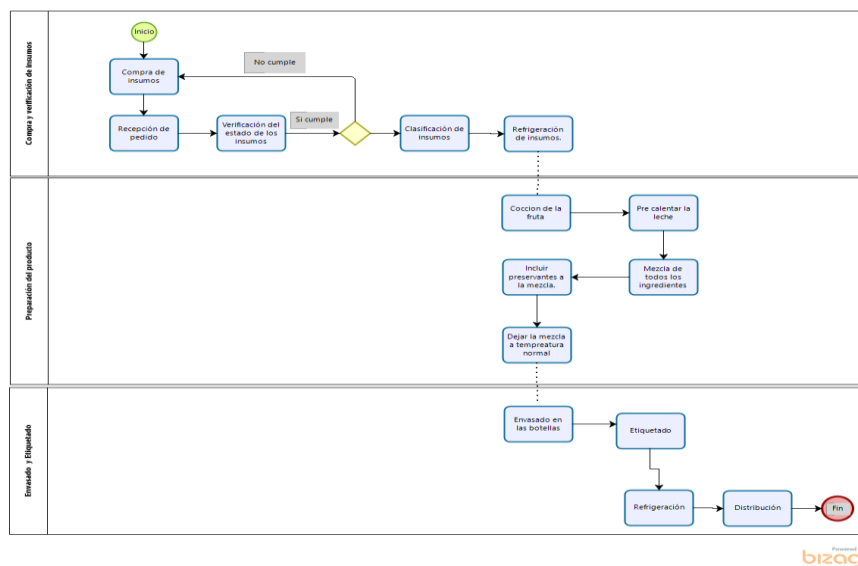 Compra y verificación de insumos
Inicio
No cumple
Compra de
insumos
Recepción de
pedido
Verificación del
estado de los
insumos
Si cumple
Clasificación de
insumos
Refrigeración
de insumos.
Preparación del producto
Coccion de la
fruta
Pre calentar la
leche
Incluir
preservantes a
la mezcla.
Mezcla de
todos los
ingredientes
Dejar la mezcla
a tempreatura
normal
Envasado y Etiquetado
Envasado en
las botellas
Etiquetado
Refrigeración
Distribución
Fin
Powered
bizag